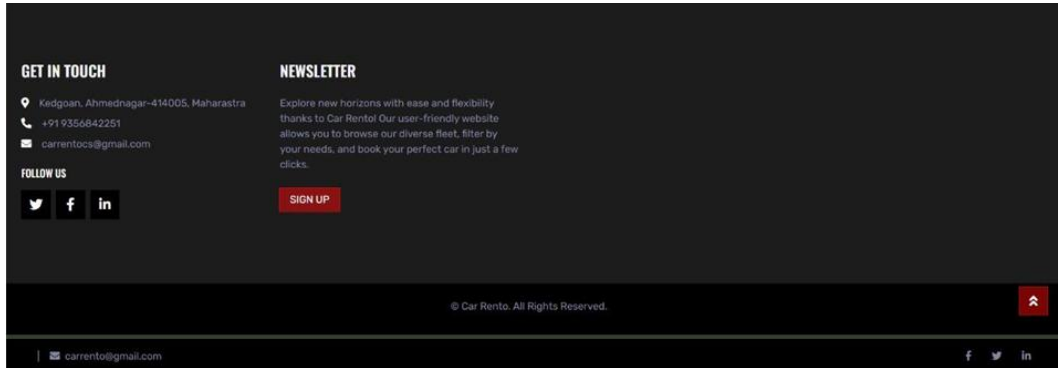 GET IN TOUCH
Kedgoan, Ahmednagar-414005, Maharastra
+91 9356842251
carrentocs@gmail.com
FOLLOW US
NEWSLETTER
Explore new horizons with ease and flexibility
thanks to Car Rento! Our user-friendly website
allows you to browse our diverse fleet, filter by
your needs, and book your perfect car in just a few
clicks.
SIGN UP
© Car Rento. All Rights Reserved.
| carrento@gmail.com